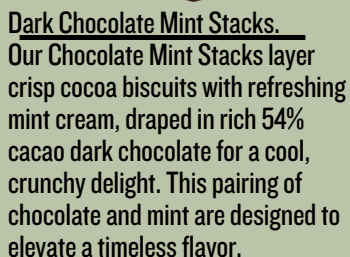 Dark Chocolate Mint Stacks.
Our Chocolate Mint Stacks layer
crisp cocoa biscuits with refreshing
mint cream, draped in rich 54%
cacao dark chocolate for a cool,
crunchy delight. This pairing of
chocolate and mint are designed to
elevate a timeless flavor.